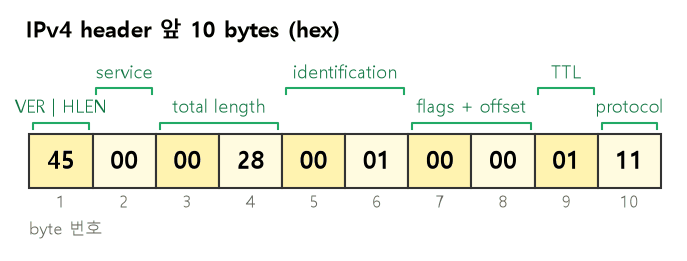 IPv4 header 앞 10 bytes (hex)
service identification TTL
VER | HLEN total length flags + offset protocol
45 00 00 28 00 01 00 00 01 11
1 2 3 4 5 6 7 8 9 10
byte 번호